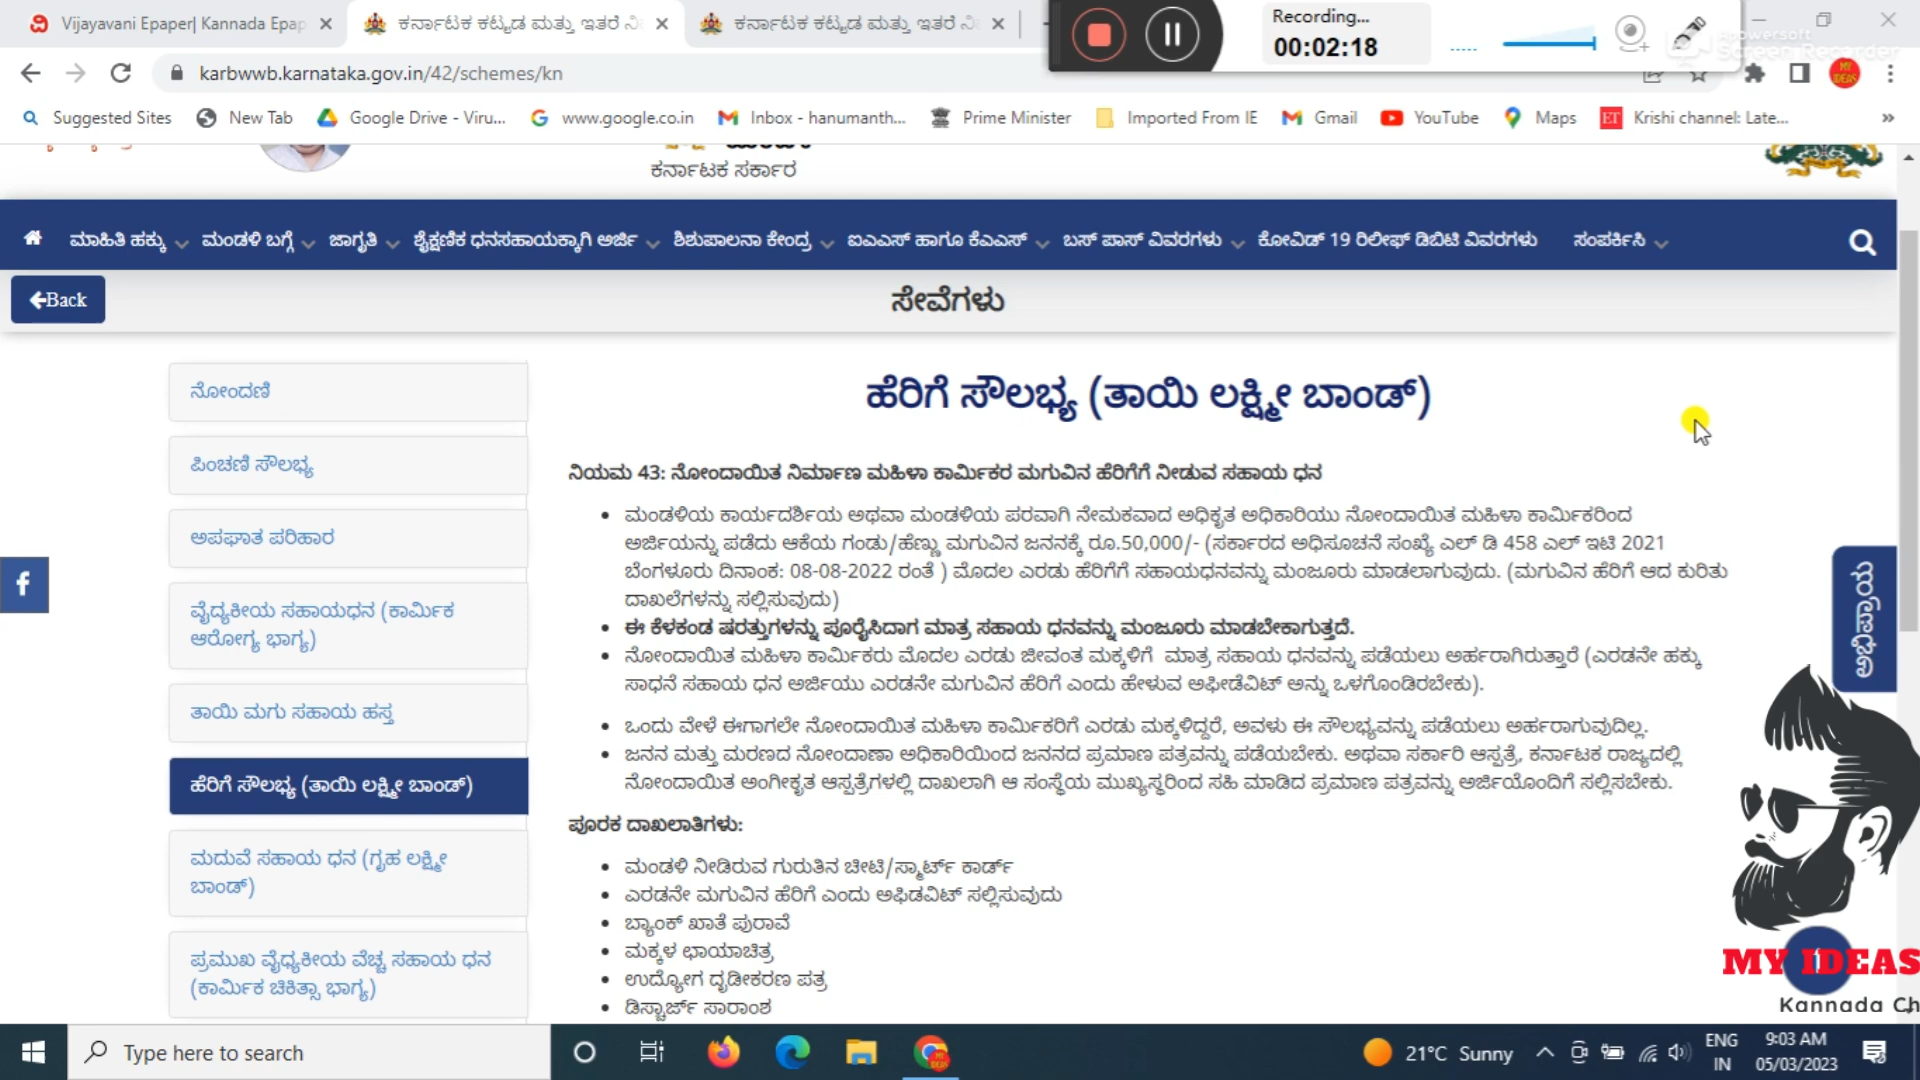 Vijayavani Epaper| Kannada Epap
ಕರ್ನಾಟಕ ಕಟ್ಟಡ ಮತ್ತು ಇತರೆ ನಿ
ಕರ್ನಾಟಕ ಕಟ್ಟಡ ಮತ್ತು ಇತರೆ ನಿ
Recording...
00:02:18
Apowersoft
Screen Recorder
karbwwb.karnataka.gov.in/42/schemes/kn
Suggested Sites
New Tab
Google Drive - Viru...
www.google.co.in
Inbox - hanumanth...
Prime Minister
Imported From IE
Gmail
YouTube
Maps
ET
Krishi channel: Late...
ಕರ್ನಾಟಕ ಸರ್ಕಾರ
ಮಾಹಿತಿ ಹಕ್ಕು
ಮಂಡಳಿ ಬಗ್ಗೆ
ಜಾಗೃತಿ
ಶೈಕ್ಷಣಿಕ ಧನಸಹಾಯಕ್ಕಾಗಿ ಅರ್ಜಿ
ಶಿಶುಪಾಲನಾ ಕೇಂದ್ರ
ಐಎಎಸ್ ಹಾಗೂ ಕೆಎಎಸ್
ಬಸ್ ಪಾಸ್ ವಿವರಗಳು
ಕೋವಿಡ್ 19 ರಿಲೀಫ್ ಡಿಬಿಟಿ ವಿವರಗಳು
ಸಂಪರ್ಕಿಸಿ
Back
ಸೇವೆಗಳು
ನೋಂದಣಿ
ಪಿಂಚಣಿ ಸೌಲಭ್ಯ
ಅಪಘಾತ ಪರಿಹಾರ
ವೈದ್ಯಕೀಯ ಸಹಾಯಧನ (ಕಾರ್ಮಿಕ
ಆರೋಗ್ಯ ಭಾಗ್ಯ)
ತಾಯಿ ಮಗು ಸಹಾಯ ಹಸ್ತ
ಹೆರಿಗೆ ಸೌಲಭ್ಯ (ತಾಯಿ ಲಕ್ಷ್ಮೀ ಬಾಂಡ್)
ಮದುವೆ ಸಹಾಯ ಧನ (ಗೃಹ ಲಕ್ಷ್ಮೀ
ಬಾಂಡ್)
ಪ್ರಮುಖ ವೈಧ್ಯಕೀಯ ವೆಚ್ಚ ಸಹಾಯ ಧನ
(ಕಾರ್ಮಿಕ ಚಿಕಿತ್ಸಾ ಭಾಗ್ಯ)
ಹೆರಿಗೆ ಸೌಲಭ್ಯ (ತಾಯಿ ಲಕ್ಷ್ಮೀ ಬಾಂಡ್)
ನಿಯಮ 43: ನೋಂದಾಯಿತ ನಿರ್ಮಾಣ ಮಹಿಳಾ ಕಾರ್ಮಿಕರ ಮಗುವಿನ ಹೆರಿಗೆಗೆ ನೀಡುವ ಸಹಾಯ ಧನ
ಮಂಡಳಿಯ ಕಾರ್ಯದರ್ಶಿಯ ಅಥವಾ ಮಂಡಳಿಯ ಪರವಾಗಿ ನೇಮಕವಾದ ಅಧಿಕೃತ ಅಧಿಕಾರಿಯು ನೋಂದಾಯಿತ ಮಹಿಳಾ ಕಾರ್ಮಿಕರಿಂದ
ಅರ್ಜಿಯನ್ನು ಪಡೆದು ಆಕೆಯ ಗಂಡು/ಹೆಣ್ಣು ಮಗುವಿನ ಜನನಕ್ಕೆ ರೂ.50,000/- (ಸರ್ಕಾರದ ಅಧಿಸೂಚನೆ ಸಂಖ್ಯೆ ಎಲ್ ಡಿ 458 ಎಲ್ ಇಟಿ 2021
ಬೆಂಗಳೂರು ದಿನಾಂಕ: 08-08-2022 ರಂತೆ ) ಮೊದಲ ಎರಡು ಹೆರಿಗೆಗೆ ಸಹಾಯಧನವನ್ನು ಮಂಜೂರು ಮಾಡಲಾಗುವುದು. (ಮಗುವಿನ ಹೆರಿಗೆ ಆದ ಕುರಿತು
ದಾಖಲೆಗಳನ್ನು ಸಲ್ಲಿಸುವುದು)
ಈ ಕೆಳಕಂಡ ಷರತ್ತುಗಳನ್ನು ಪೂರೈಸಿದಾಗ ಮಾತ್ರ ಸಹಾಯ ಧನವನ್ನು ಮಂಜೂರು ಮಾಡಬೇಕಾಗುತ್ತದೆ.
ನೋಂದಾಯಿತ ಮಹಿಳಾ ಕಾರ್ಮಿಕರು ಮೊದಲ ಎರಡು ಜೀವಂತ ಮಕ್ಕಳಿಗೆ ಮಾತ್ರ ಸಹಾಯ ಧನವನ್ನು ಪಡೆಯಲು ಅರ್ಹರಾಗಿರುತ್ತಾರೆ (ಎರಡನೇ ಹಕ್ಕು
ಸಾಧನೆ ಸಹಾಯ ಧನ ಅರ್ಜಿಯು ಎರಡನೇ ಮಗುವಿನ ಹೆರಿಗೆ ಎಂದು ಹೇಳುವ ಅಫೀಡೆವಿಟ್ ಅನ್ನು ಒಳಗೊಂಡಿರಬೇಕು).
ಒಂದು ವೇಳೆ ಈಗಾಗಲೇ ನೋಂದಾಯಿತ ಮಹಿಳಾ ಕಾರ್ಮಿಕರಿಗೆ ಎರಡು ಮಕ್ಕಳಿದ್ದರೆ, ಅವಳು ಈ ಸೌಲಭ್ಯವನ್ನು ಪಡೆಯಲು ಅರ್ಹರಾಗುವುದಿಲ್ಲ.
ಜನನ ಮತ್ತು ಮರಣದ ನೋಂದಾಣಾ ಅಧಿಕಾರಿಯಿಂದ ಜನನದ ಪ್ರಮಾಣ ಪತ್ರವನ್ನು ಪಡೆಯಬೇಕು. ಅಥವಾ ಸರ್ಕಾರಿ ಆಸ್ಪತ್ರೆ, ಕರ್ನಾಟಕ ರಾಜ್ಯದಲ್ಲಿ
ನೋಂದಾಯಿತ ಅಂಗೀಕೃತ ಆಸ್ಪತ್ರೆಗಳಲ್ಲಿ ದಾಖಲಾಗಿ ಆ ಸಂಸ್ಥೆಯ ಮುಖ್ಯಸ್ಥರಿಂದ ಸಹಿ ಮಾಡಿದ ಪ್ರಮಾಣ ಪತ್ರವನ್ನು ಅರ್ಜಿಯೊಂದಿಗೆ ಸಲ್ಲಿಸಬೇಕು.
ಪೂರಕ ದಾಖಲಾತಿಗಳು:
ಮಂಡಳಿ ನೀಡಿರುವ ಗುರುತಿನ ಚೀಟಿ/ಸ್ಮಾರ್ಟ್ ಕಾರ್ಡ್
ಎರಡನೇ ಮಗುವಿನ ಹೆರಿಗೆ ಎಂದು ಅಫಿಡವಿಟ್ ಸಲ್ಲಿಸುವುದು
ಬ್ಯಾಂಕ್ ಖಾತೆ ಪುರಾವೆ
ಮಕ್ಕಳ ಛಾಯಾಚಿತ್ರ
ಉದ್ಯೋಗ ದೃಡೀಕರಣ ಪತ್ರ
ಡಿಸ್ಚಾರ್ಜ್ ಸಾರಾಂಶ
ಅಭಿಪ್ರಾಯ
MY IDEAS
Kannada Ch
Type here to search
21°C Sunny
ENG
IN
9:03 AM
05/03/2023